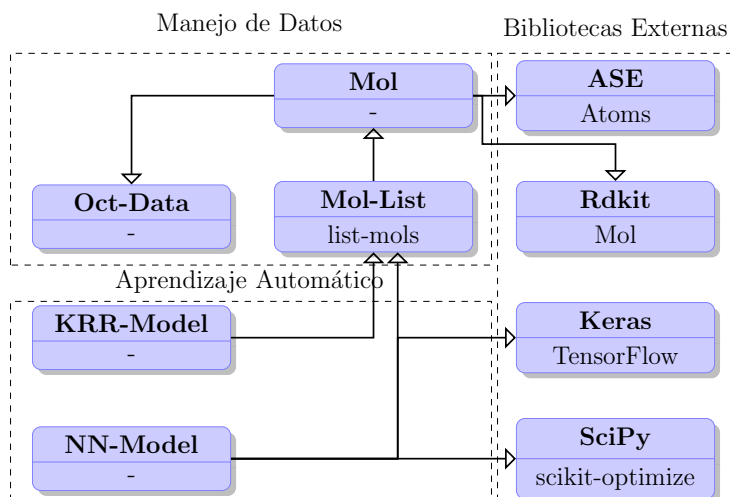 Manejo de Datos
Bibliotecas Externas
Mol
-
ASE
Atoms
Oct-Data
-
Mol-List
list-mols
Rdkit
Mol
Aprendizaje Automático
KRR-Model
-
Keras
TensorFlow
NN-Model
-
SciPy
scikit-optimize